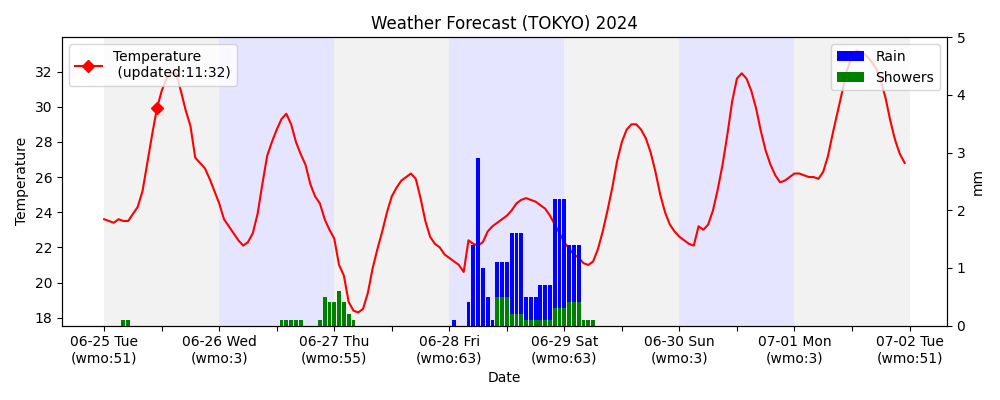 Weather Forecast (TOKYO) 2024
Temperature
(updated:11:32)
Rain
Showers
Temperature
32
30
28
26
24
22
20
18
5
4
3
2
1
0
mm
06-25 Tue
(wmo:51)
06-26 Wed
(wmo:3)
06-27 Thu
(wmo:55)
06-28 Fri
(wmo:63)
06-29 Sat
(wmo:63)
06-30 Sun
(wmo:3)
07-01 Mon
(wmo:3)
07-02 Tue
(wmo:51)
Date